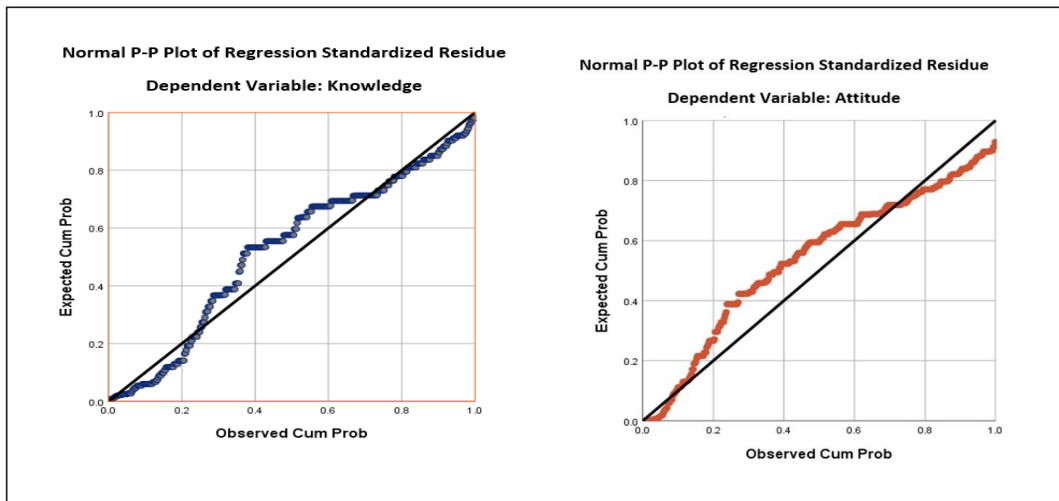 Normal P-P Plot of Regression Standardized Residue
Dependent Variable: Knowledge
1.0
0.8
0.6
0.4
0.2
0.0
0.0 0.2 0.4 0.6 0.8 1.0
Expected Cum Prob
Observed Cum Prob
Normal P-P Plot of Regression Standardized Residue
Dependent Variable: Attitude
1.0
0.8
0.6
0.4
0.2
0.0
0.0 0.2 0.4 0.6 0.8 1.0
Expected Cum Prob
Observed Cum Prob